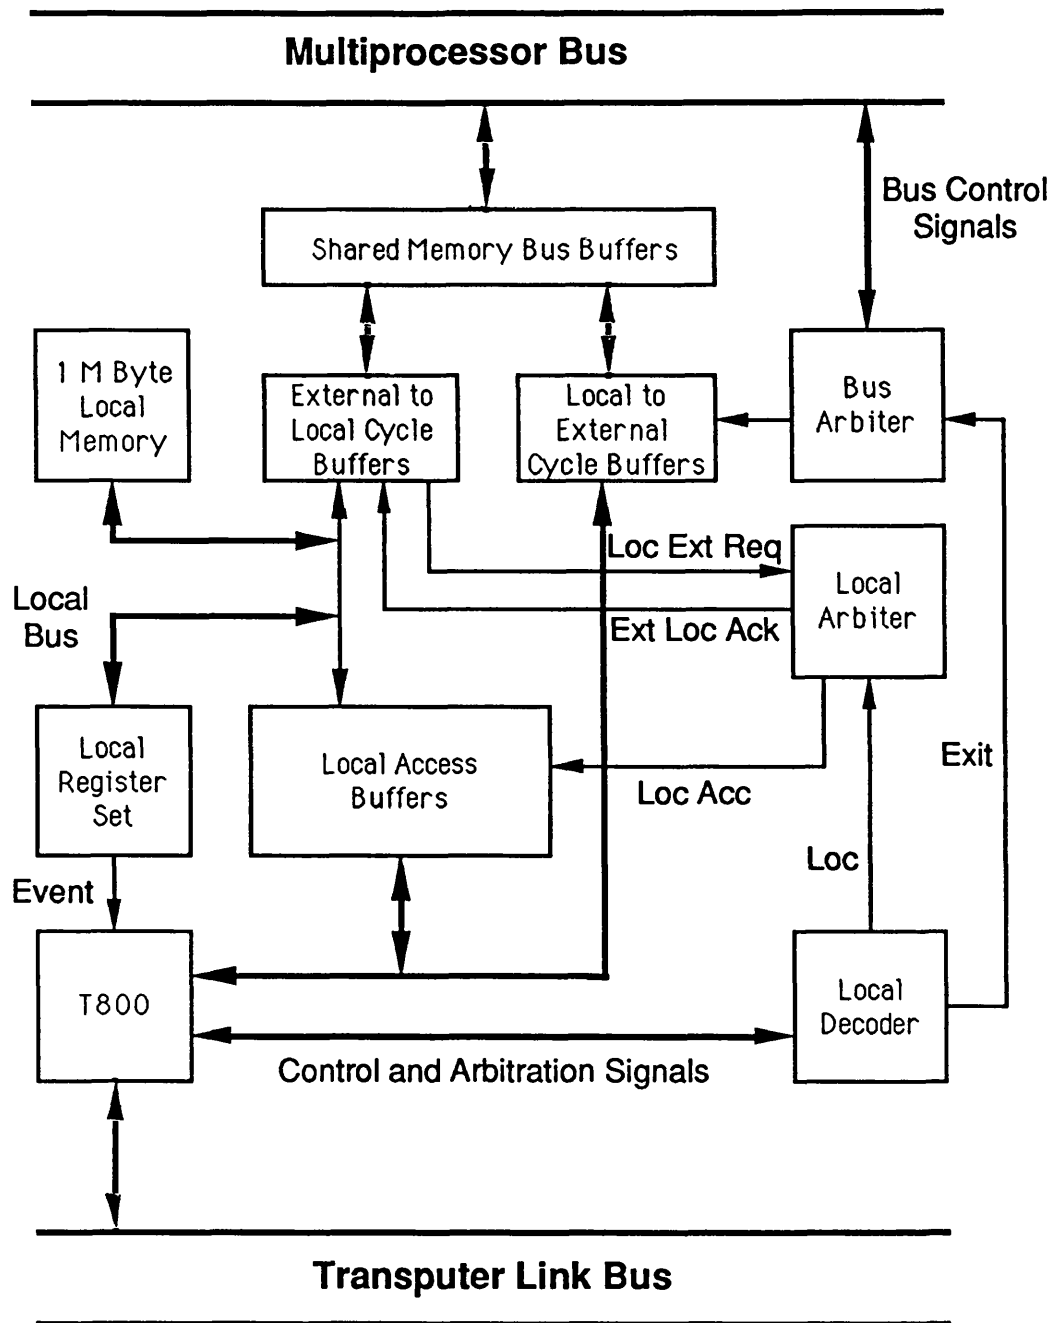 Multiprocessor Bus
Bus Control
Signals
Shared Memory Bus Buffers
1 M Byte
Local
Memory
External to
Local Cycle
Buffers
Local to
External
Cycle Buffers
Bus
Arbiter
Loc Ext Req
Local
Arbiter
Ext Loc Ack
Local
Bus
Local
Register
Set
Local Access
Buffers
Loc Acc
Exit
Loc
Event
T800
Local
Decoder
Control and Arbitration Signals
Transputer Link Bus